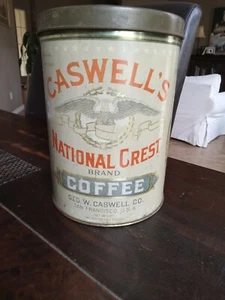 CASWELL'S
NATIONAL CREST
BRAND
COFFEE
GEO. W. CASWELL CO.
SAN FRANCISCO, U.S.A.